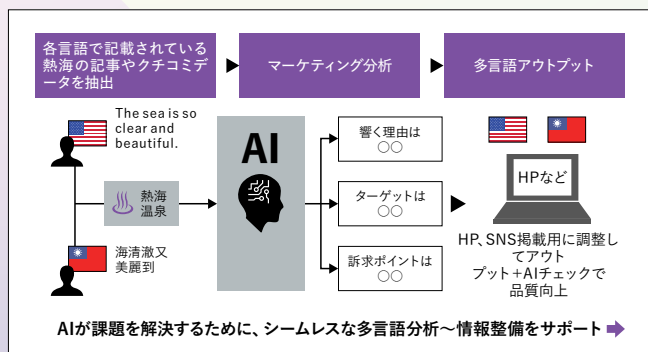 各言語で記載されている
熱海の記事やクチコミデ
ータを抽出
マーケティング分析
多言語アウトプット
The sea is so
clear and
beautiful.
熱海
温泉
海清澈又
美麗到
AI
響く理由は
○○
ターゲットは
○○
訴求ポイントは
○○
HPなど
HP、SNS掲載用に調整し
てアウト
プット+AIチェックで
品質向上
AIが課題を解決するために、シームレスな多言語分析~情報整備をサポート